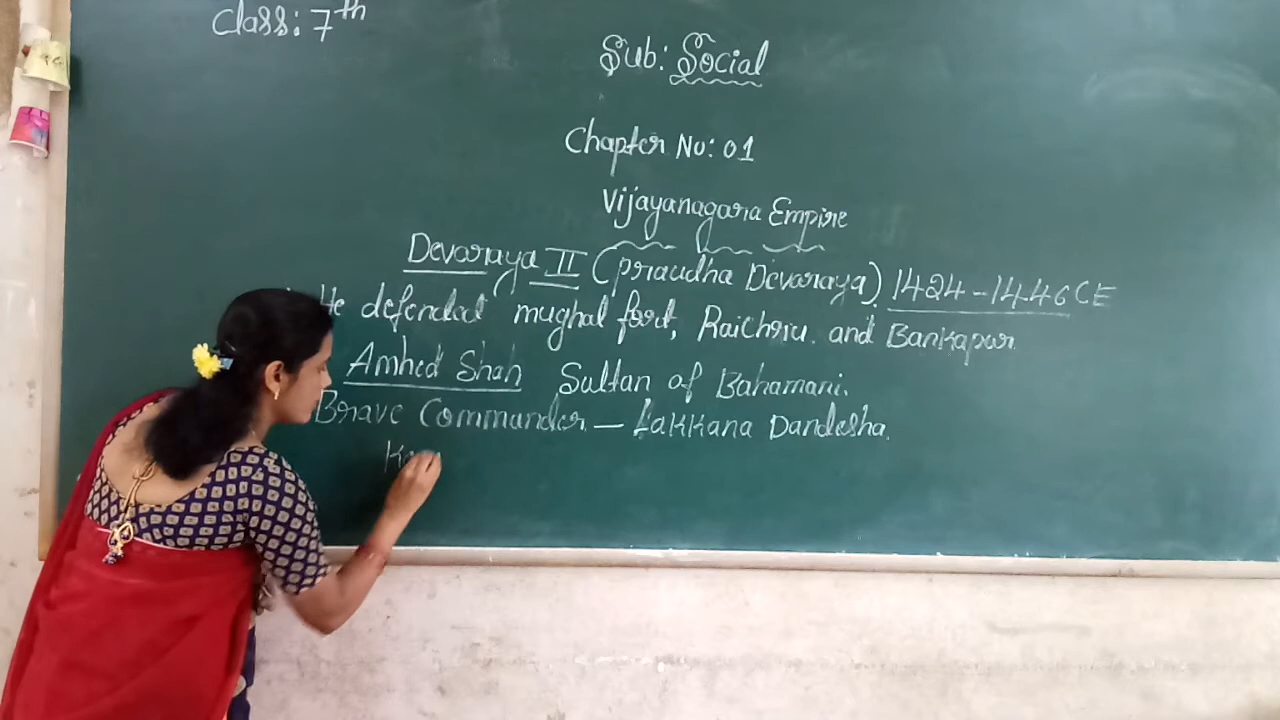 Class: 7th
Sub: Social
Chapter No: 01
Vijayanagara Empire
Devaraya II (praudha Devaraya) 1424-1446 CE
He defended mughal fort, Raichru. and Bankapur.
Amhed Shah Sultan of Bahamani.
Brave Commander - Lakkana Dandesha.